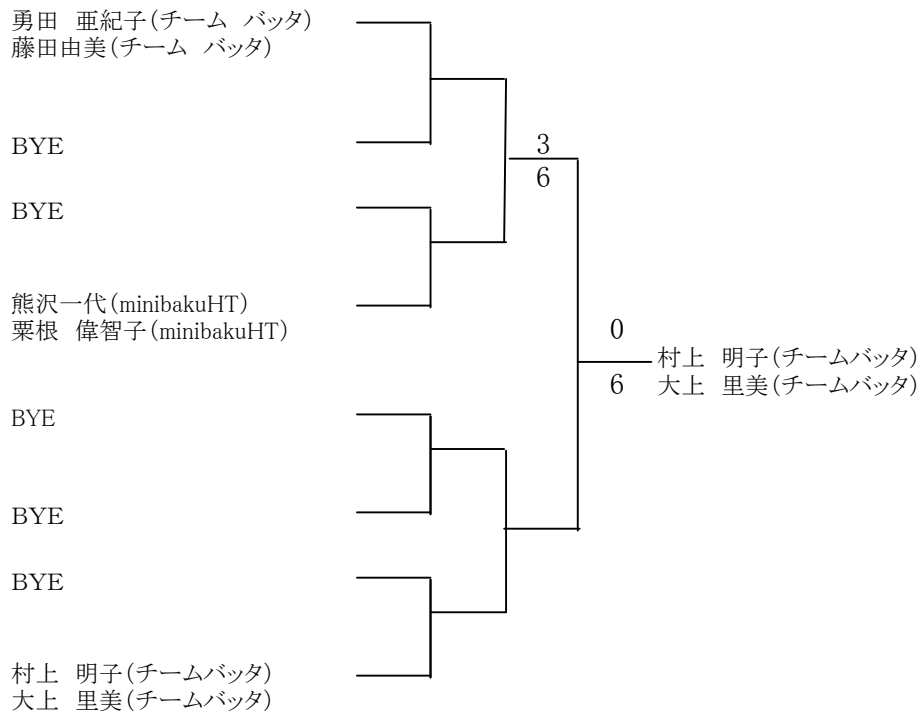 勇田　亜紀子(チーム　バッタ)
藤田由美(チーム　バッタ)
BYE
3
6
BYE
熊沢一代(minibakuHT)
粟根　偉智子(minibakuHT)
0
村上　明子(チームバッタ)
6
大上　里美(チームバッタ)
BYE
BYE
BYE
村上　明子(チームバッタ)
大上　里美(チームバッタ)